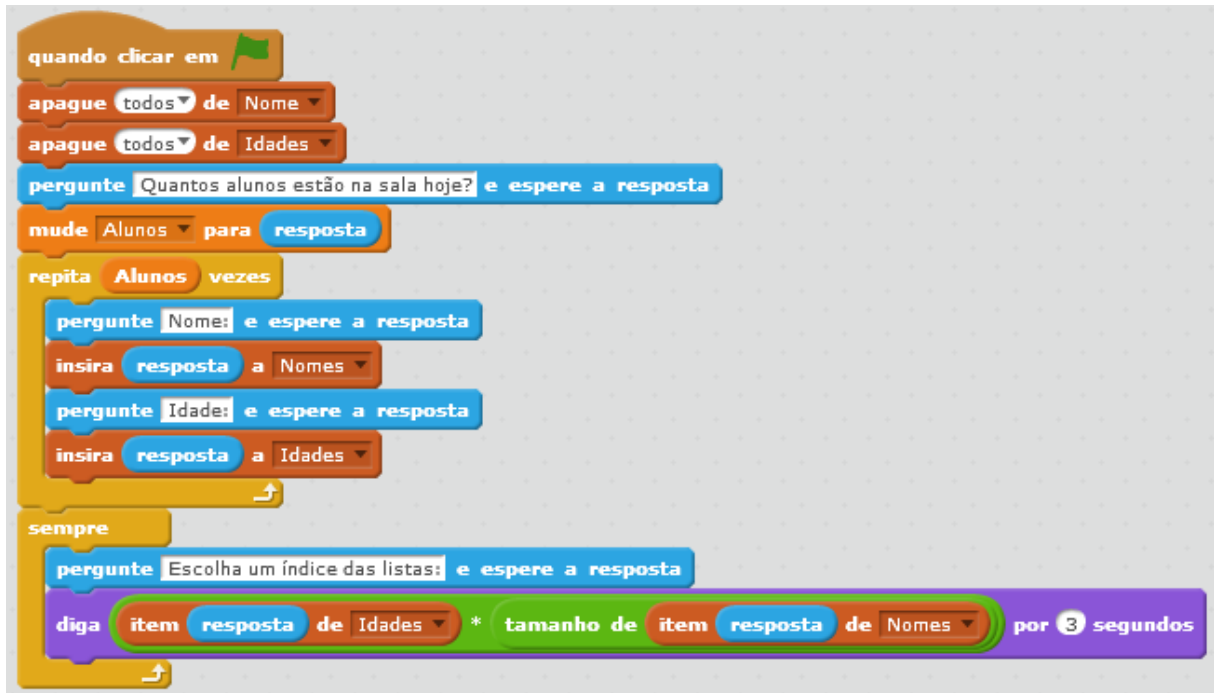 quando clicar em
apague todos de Nome
apague todos de Idades
pergunte Quantos alunos estão na sala hoje? e espere a resposta
mude Alunos para resposta
repita Alunos vezes
pergunte Nome: e espere a resposta
insira resposta a Nomes
pergunte Idade: e espere a resposta
insira resposta a Idades
sempre
pergunte Escolha um índice das listas: e espere a resposta
diga item resposta de Idades * tamanho de item resposta de Nomes por 3 segundos